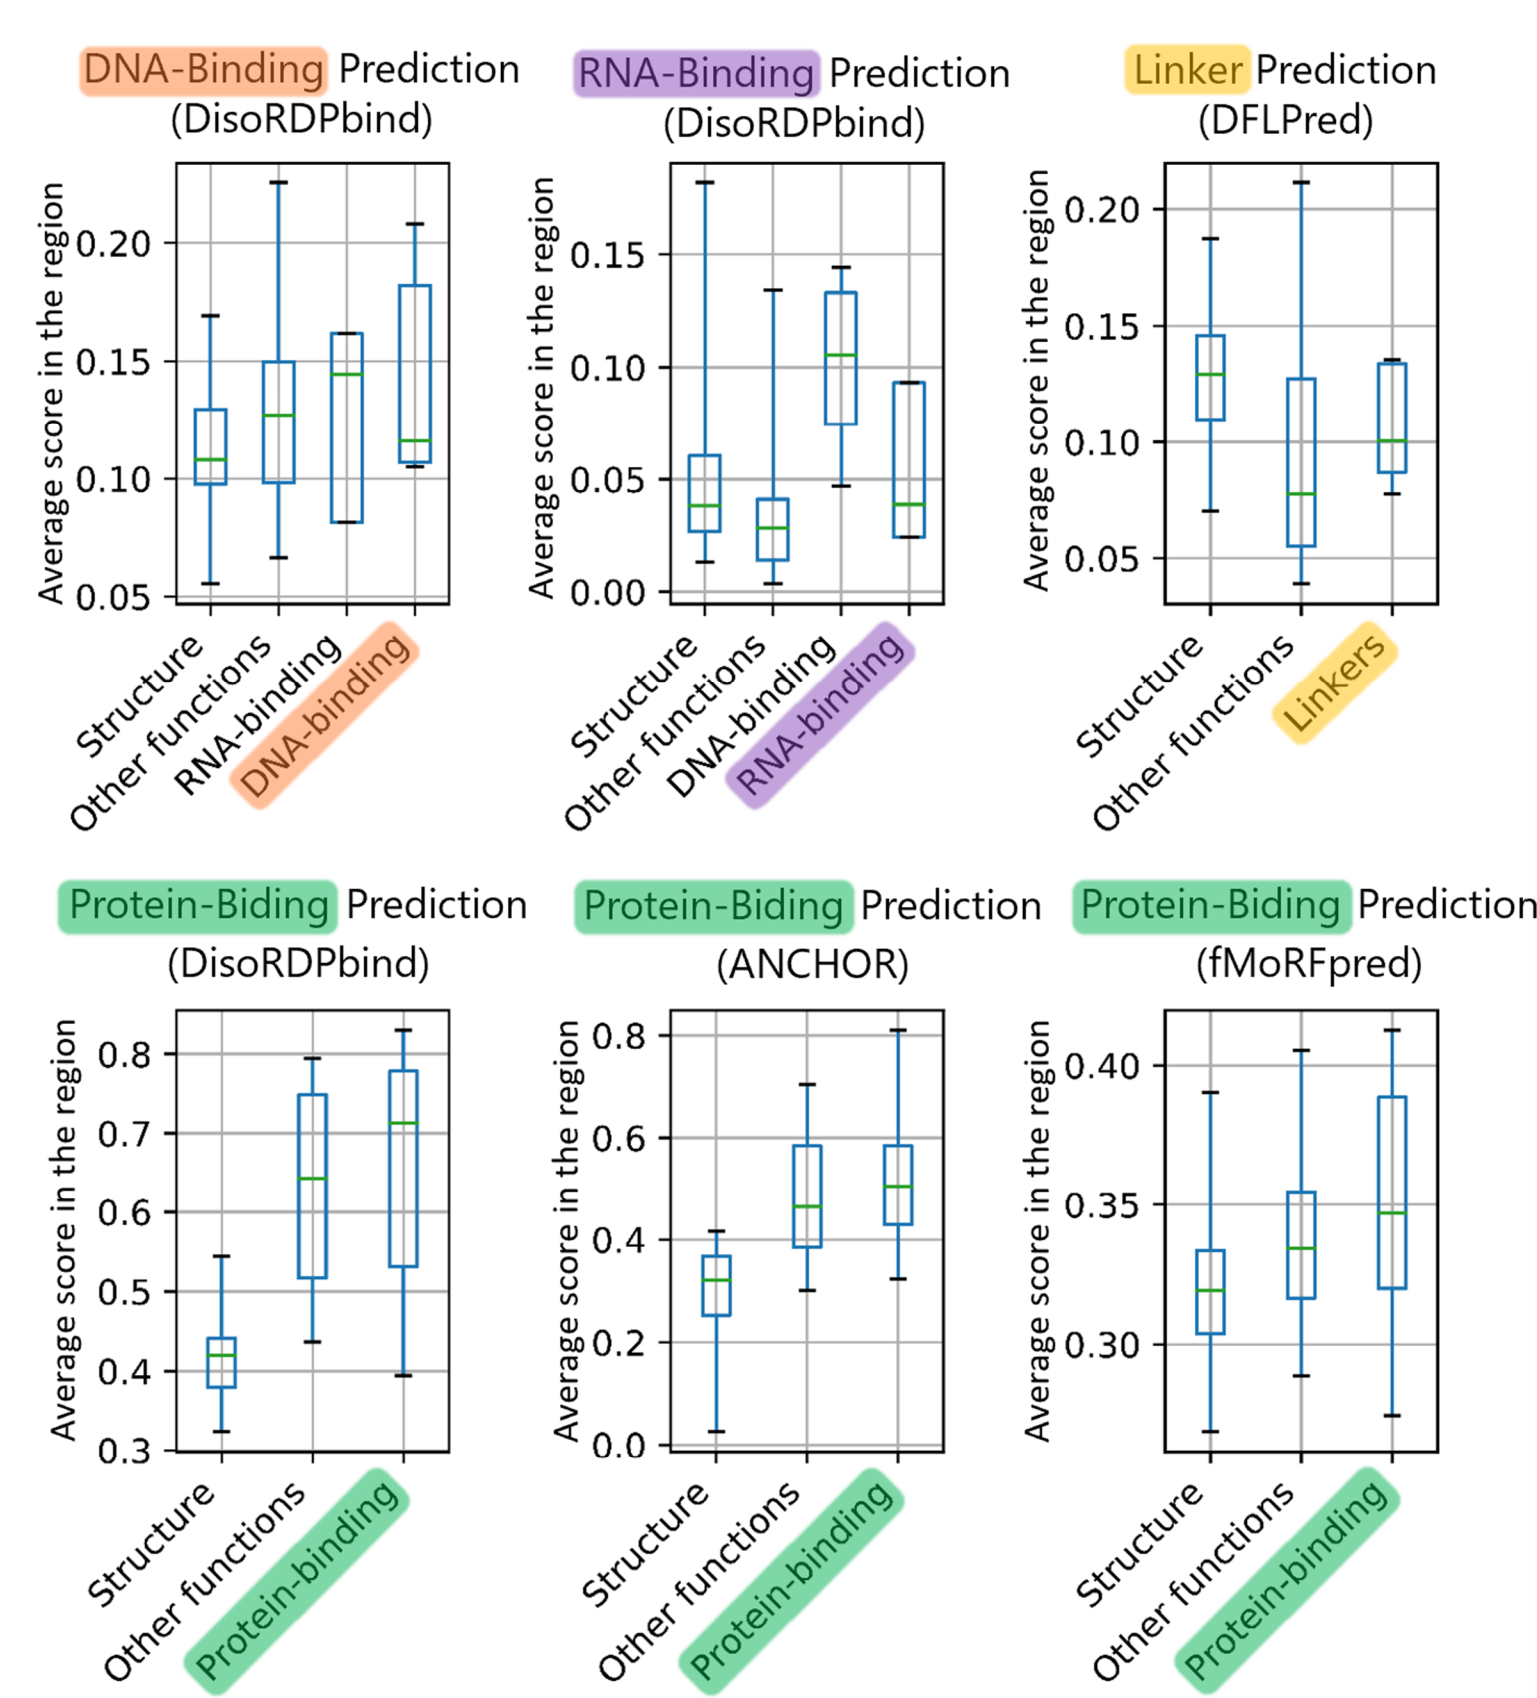 DNA-Binding Prediction
(DisoRDPbind)
Average score in the region
0.20
0.15
0.10
0.05
Structure
Other functions
RNA-binding
DNA-binding
RNA-Binding Prediction
(DisoRDPbind)
Average score in the region
0.15
0.10
0.05
0.00
Structure
Other functions
DNA-binding
RNA-binding
Linker Prediction
(DFLPred)
Average score in the region
0.20
0.15
0.10
0.05
Structure
Other functions
Linkers
Protein-Biding Prediction
(DisoRDPbind)
Average score in the region
0.8
0.7
0.6
0.5
0.4
0.3
Structure
Other functions
Protein-binding
Protein-Biding Prediction
(ANCHOR)
Average score in the region
0.8
0.6
0.4
0.2
0.0
Structure
Other functions
Protein-binding
Protein-Biding Prediction
(fMoRFpred)
Average score in the region
0.40
0.35
0.30
Structure
Other functions
Protein-binding